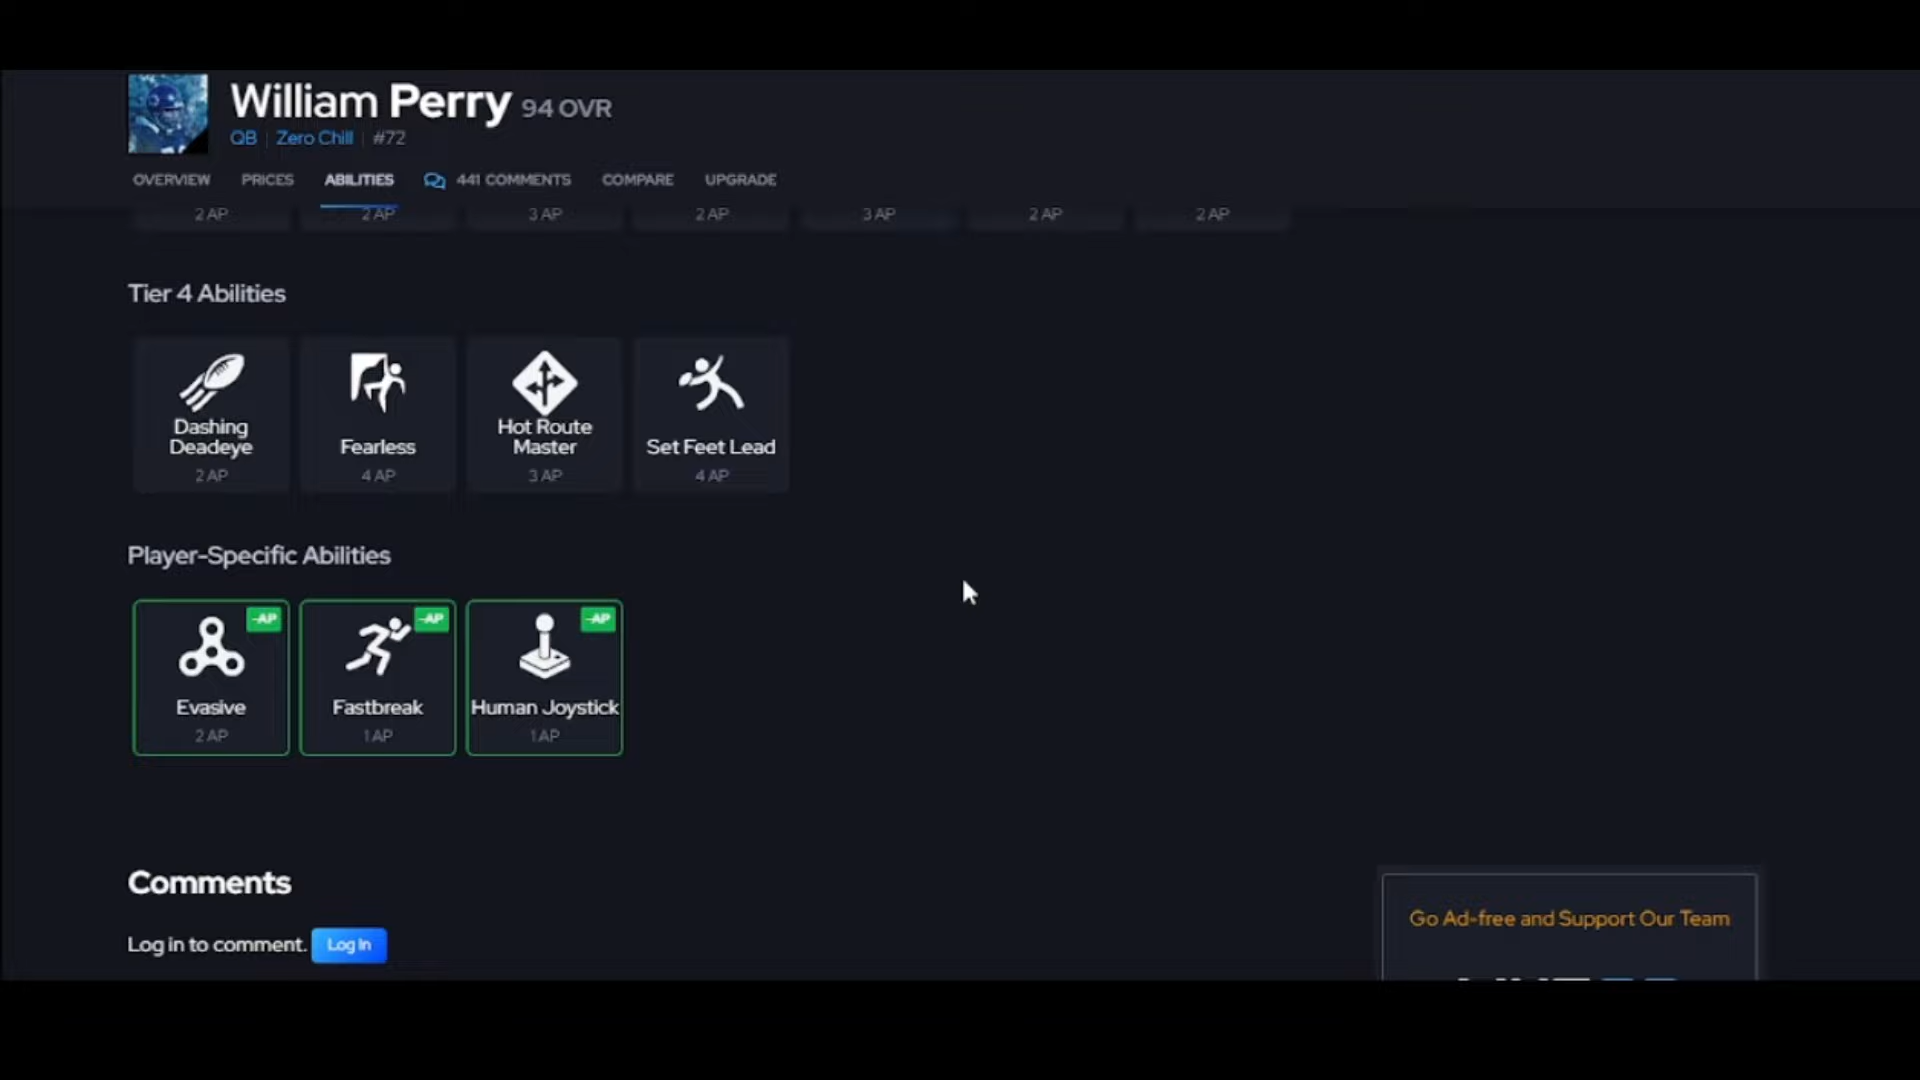 William Perry 94 OVR
QB | Zero Chill | #72
OVERVIEW PRICES ABILITIES 441 COMMENTS COMPARE UPGRADE
2 AP 2 AP 3 AP 2 AP 3 AP 2 AP 2 AP
Tier 4 Abilities
Dashing Deadeye
2 AP
Fearless
4 AP
Hot Route Master
3 AP
Set Feet Lead
4 AP
Player-Specific Abilities
-AP
Evasive
2 AP
-AP
Fastbreak
1 AP
-AP
Human Joystick
1 AP
Comments
Log in to comment. Log In
Go Ad-free and Support Our Team